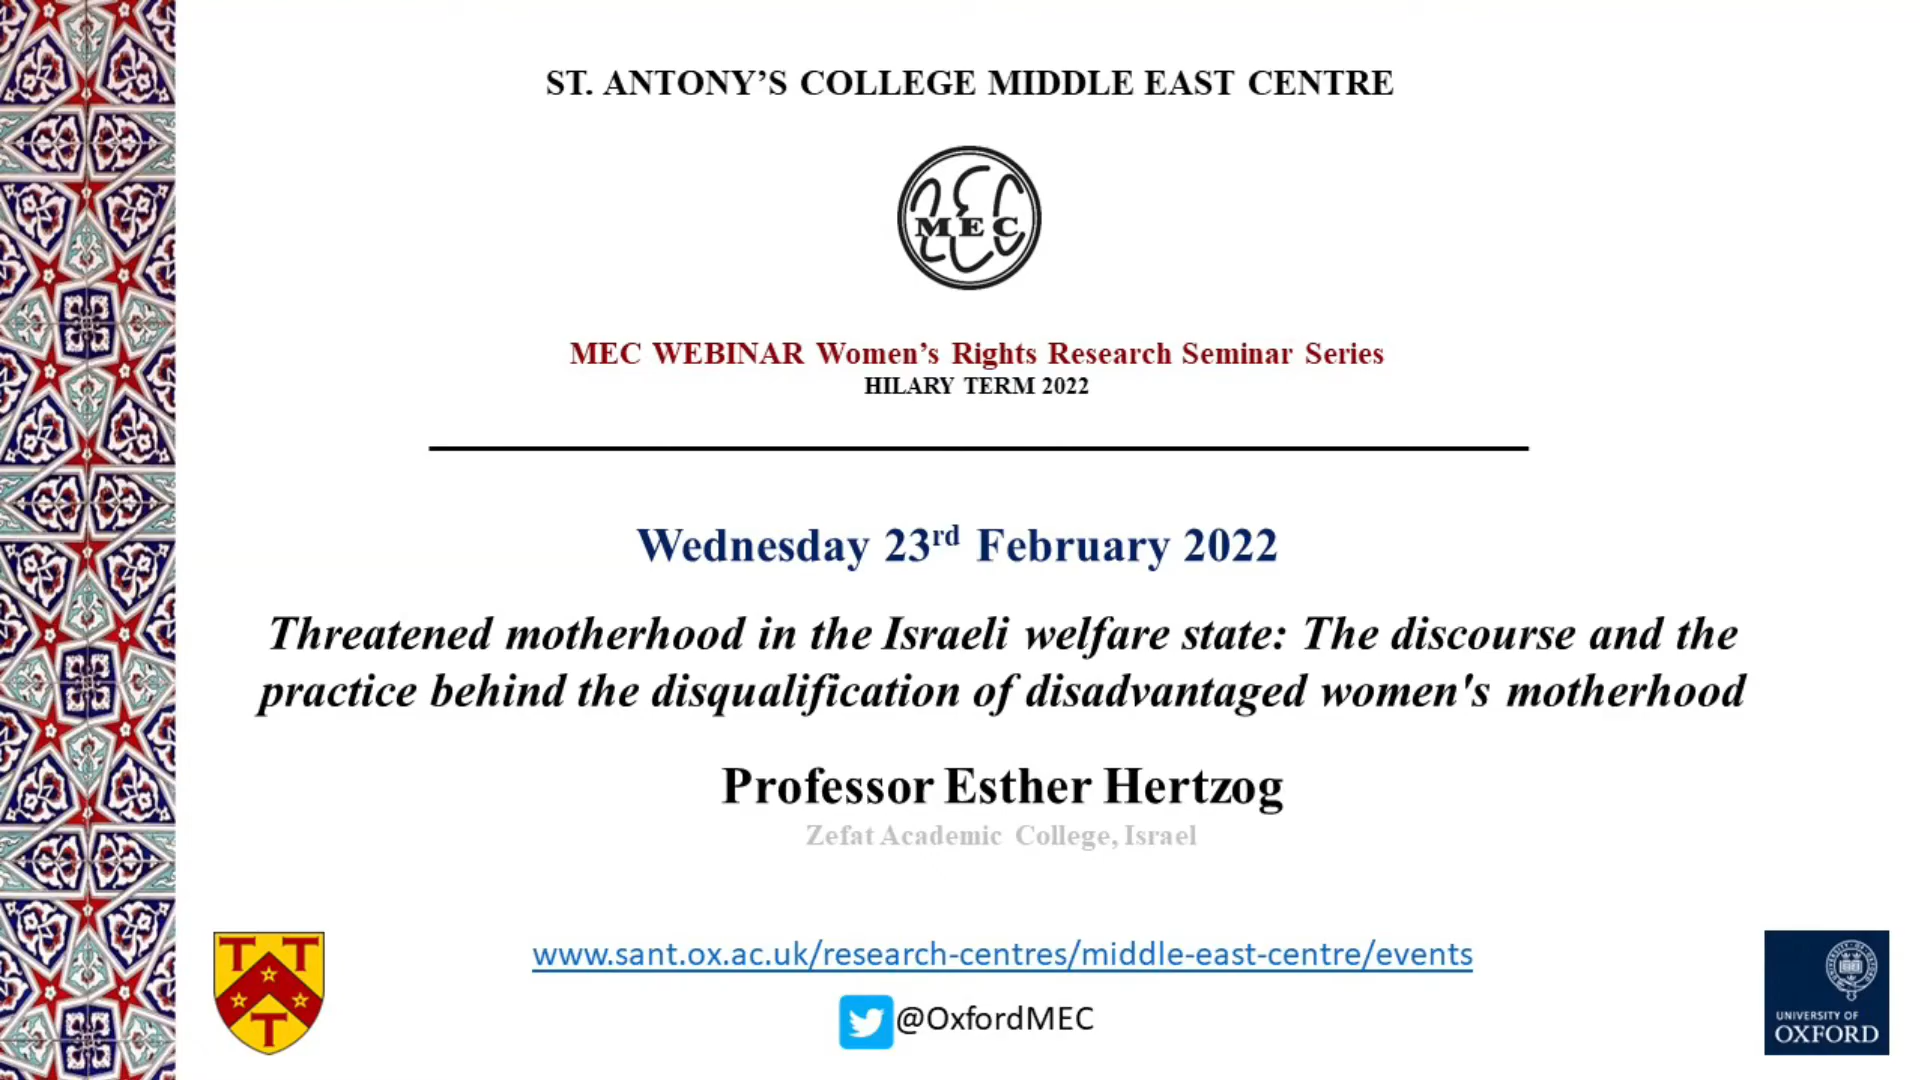 ST. ANTONY’S COLLEGE MIDDLE EAST CENTRE
MEC
MEC WEBINAR Women’s Rights Research Seminar Series
HILARY TERM 2022
Wednesday 23rd February 2022
Threatened motherhood in the Israeli welfare state: The discourse and the
practice behind the disqualification of disadvantaged women's motherhood
Professor Esther Hertzog
Zefat Academic College, Israel
www.sant.ox.ac.uk/research-centres/middle-east-centre/events
@OxfordMEC
T T
T
UNIVERSITY OF
OXFORD